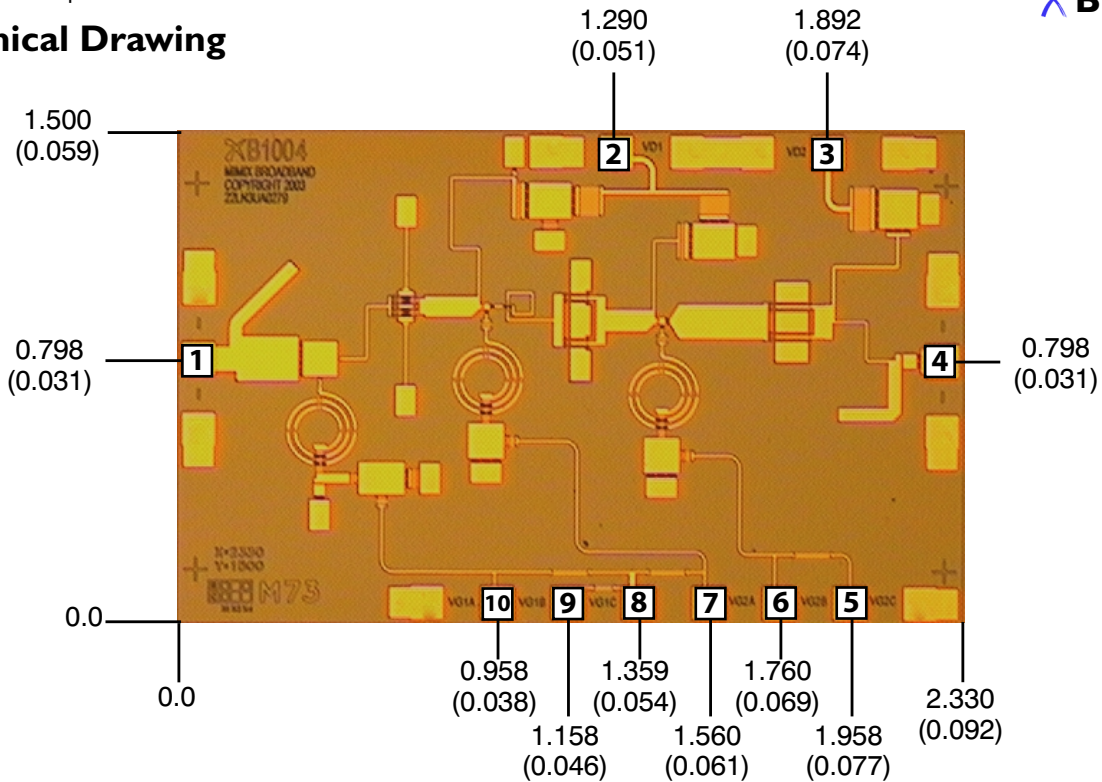 B
nical Drawing
1.290
(0.051)
1.892
(0.074)
1.500
(0.059)
XB1004
MIMIX BROADBAND
COPYRIGHT 2003
2
VD1
VD2
3
0.798
(0.031)
1
4
0.798
(0.031)
X=2330
Y=1500
M73
VG1A
10
VG1B
9
VG1C
8
7
VG2A
6
VG2B
5
VG2C
0.0
0.0
0.958
(0.038)
1.359
(0.054)
1.760
(0.069)
2.330
(0.092)
1.158
(0.046)
1.560
(0.061)
1.958
(0.077)